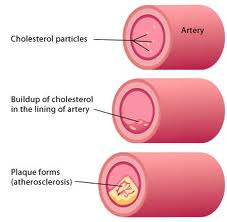 Artery
Cholesterol particles
Buildup of cholesterol
in the lining of artery
Plaque forms
(atherosclerosis)